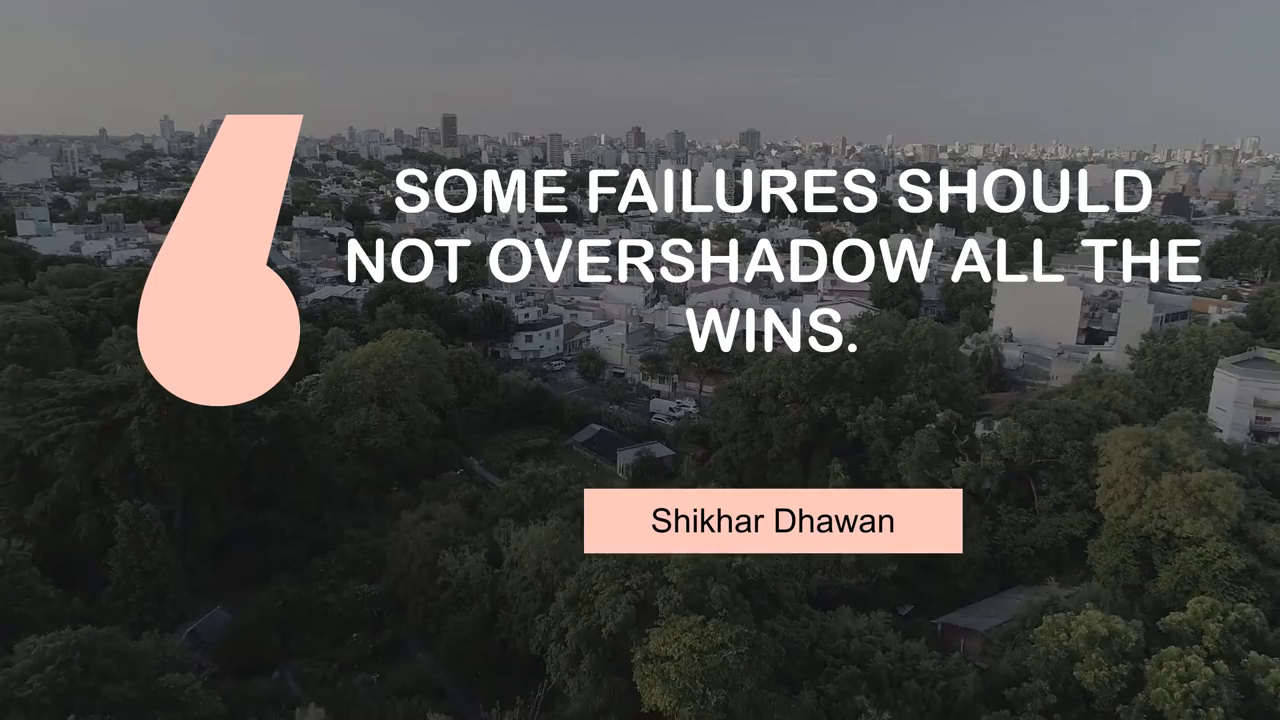 SOME FAILURES SHOULD
NOT OVERSHADOW ALL THE
WINS.
Shikhar Dhawan